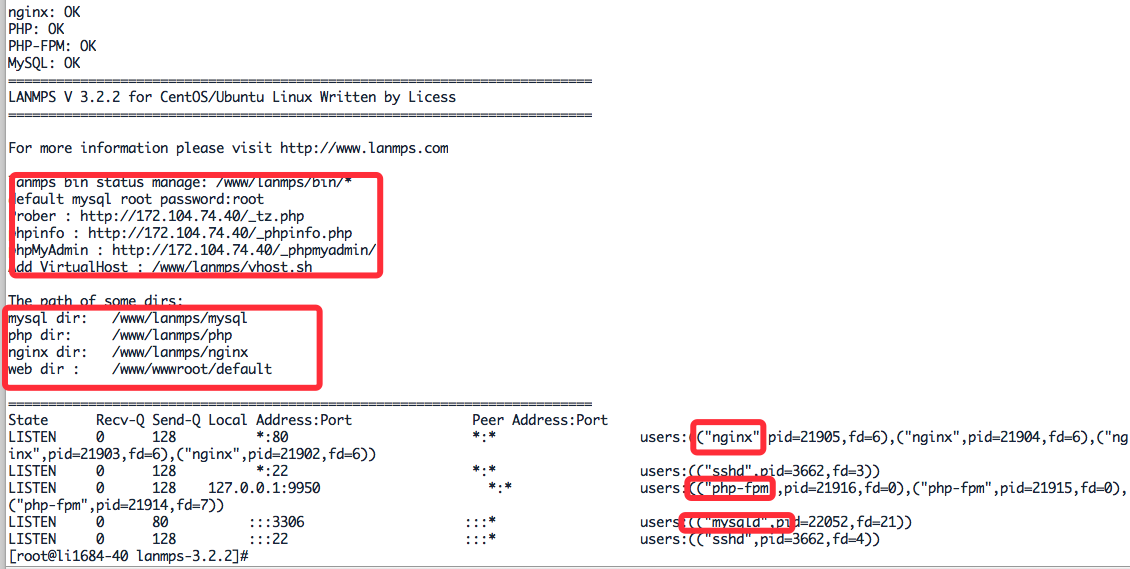 nginx: OK
PHP: OK
PHP-FPM: OK
MySQL: OK
=========================================================================
LANMPS V 3.2.2 for CentOS/Ubuntu Linux Written by Licess
=========================================================================
For more information please visit http://www.lanmps.com
lanmps bin status manage: /www/lanmps/bin/*
default mysql root password:root
Prober : http://172.104.74.40/_tz.php
phpinfo : http://172.104.74.40/_phpinfo.php
phpMyAdmin : http://172.104.74.40/_phpmyadmin/
Add VirtualHost : /www/lanmps/vhost.sh
The path of some dirs:
mysql dir: /www/lanmps/mysql
php dir: /www/lanmps/php
nginx dir: /www/lanmps/nginx
web dir : /www/wwwroot/default
=========================================================================
State Recv-Q Send-Q Local Address:Port Peer Address:Port
LISTEN 0 128 *:80 *:* users:(("nginx",pid=21905,fd=6),("nginx",pid=21904,fd=6),("ng
inx",pid=21903,fd=6),("nginx",pid=21902,fd=6))
LISTEN 0 128 *:22 *:* users:(("sshd",pid=3662,fd=3))
LISTEN 0 128 127.0.0.1:9950 *:* users:(("php-fpm",pid=21916,fd=0),("php-fpm",pid=21915,fd=0),
("php-fpm",pid=21914,fd=7))
LISTEN 0 80 :::3306 :::* users:(("mysqld",pid=22052,fd=21))
LISTEN 0 128 :::22 :::* users:(("sshd",pid=3662,fd=4))
[root@li1684-40 lanmps-3.2.2]#